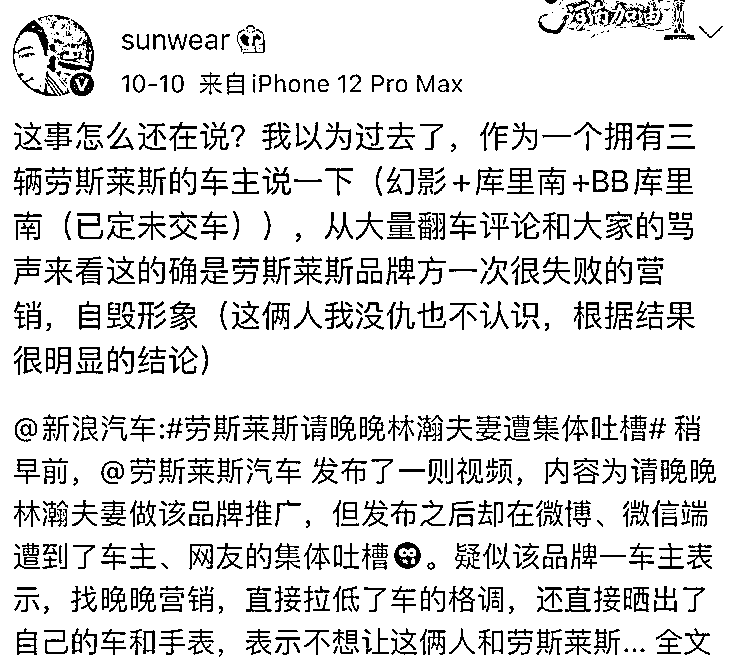 河南加油
sunwear
10-10 来自iPhone 12 Pro Max
这事怎么还在说？我以为过去了，作为一个拥有三
辆劳斯莱斯的车主说一下（幻影+库里南+BB库里
南（已定未交车）），从大量翻车评论和大家的骂
声来看这的确是劳斯莱斯品牌方一次很失败的营
销，自毁形象（这俩人我没仇也不认识，根据结果
很明显的结论）
@新浪汽车:#劳斯莱斯请晚晚林瀚夫妻遭集体吐槽# 稍
早前，@劳斯莱斯汽车 发布了一则视频，内容为请晚晚
林瀚夫妻做该品牌推广，但发布之后却在微博、微信端
遭到了车主、网友的集体吐槽。疑似该品牌一车主表
示，找晚晚营销，直接拉低了车的格调，还直接晒出了
自己的车和手表，表示不想让这俩人和劳斯莱斯... 全文